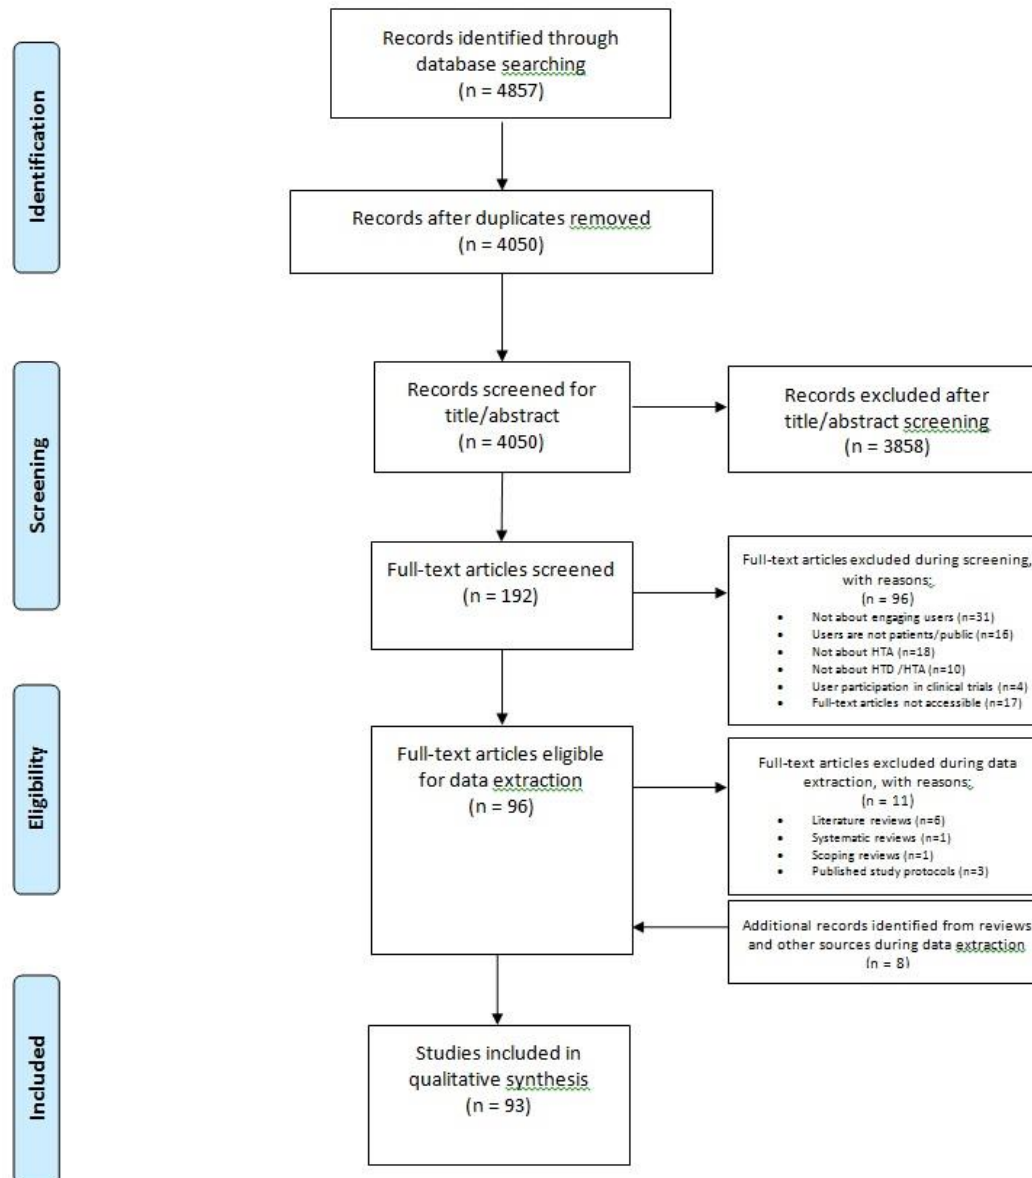 Identification
Records identified through
database searching
(n = 4857)
Records after duplicates removed
(n = 4050)
Screening
Records screened for
title/abstract
(n = 4050)
Records excluded after
title/abstract screening
(n = 3858)
Full-text articles screened
(n = 192)
Full-text articles excluded during screening,
with reasons;
(n = 96)
• Not about engaging users (n=31)
• Users are not patients/public (n=16)
• Not about HTA (n=18)
• Not about HTD /HTA (n=10)
• User participation in clinical trials (n=4)
• Full-text articles not accessible (n=17)
Eligibility
Full-text articles eligible
for data extraction
(n = 96)
Full-text articles excluded during data
extraction, with reasons;
(n = 11)
• Literature reviews (n=6)
• Systematic reviews (n=1)
• Scoping reviews (n=1)
• Published study protocols (n=3)
Additional records identified from reviews
and other sources during data extraction
(n = 8)
Included
Studies included in
qualitative synthesis
(n = 93)